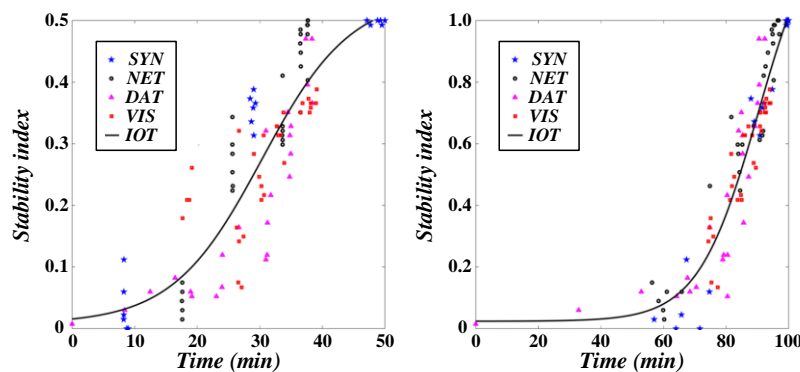 0.5
0.4
0.3
0.2
0.1
0
Stability index
SYN
NET
DAT
VIS
IOT
0 10 20 30 40 50
Time (min)
1.0
0.8
0.6
0.4
0.2
0
Stability index
SYN
NET
DAT
VIS
IOT
0 20 40 60 80 100
Time (min)